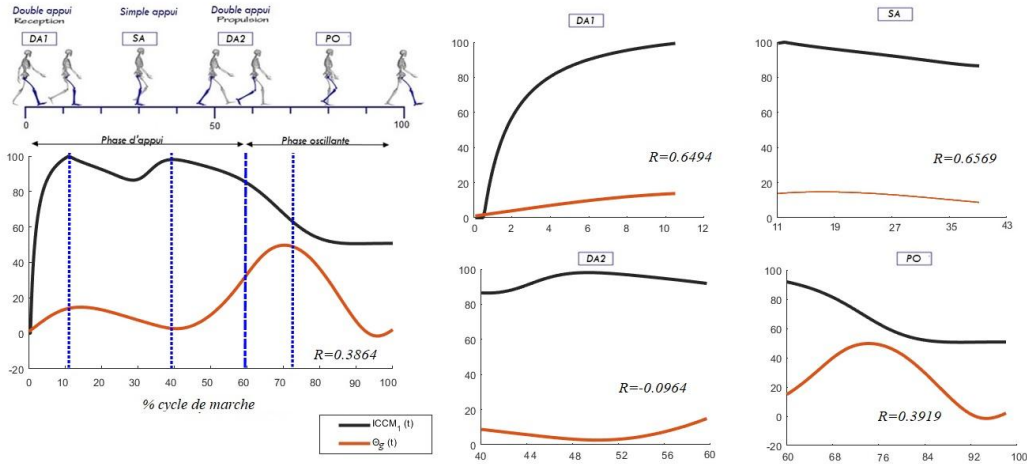 Double appui
Reception
Simple appui
Double appui
Propulsion
DA1
SA
DA2
PO
0
50
100
Phase d'appui
Phase oscillante
100
80
60
40
20
0
-20
R=0.3864
0 10 20 30 40 50 60 70 80 90 100
% cycle de marche
ICCM1 (t)
Θg(t)
DA1
100
80
60
40
20
0
R=0.6494
0 2 4 6 8 10 12
SA
100
80
60
40
20
0
R=0.6569
11 19 27 35 43
DA2
100
80
60
40
20
0
-20
R=-0.0964
40 44 48 52 56 60
PO
120
100
80
60
40
20
0
-20
R=0.3919
60 68 76 84 92 100